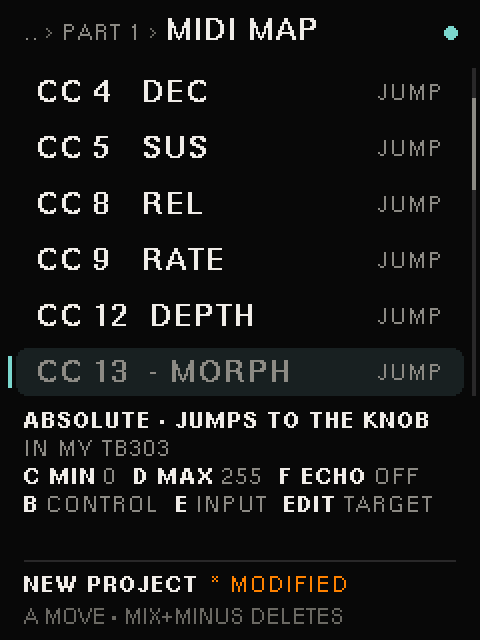 ..› PART 1 › MIDI MAP
CC 4 DEC JUMP
CC 5 SUS JUMP
CC 8 REL JUMP
CC 9 RATE JUMP
CC 12 DEPTH JUMP
CC 13 - MORPH JUMP
ABSOLUTE · JUMPS TO THE KNOB
IN MY TB303
C MIN 0 D MAX 255 F ECHO OFF
B CONTROL E INPUT EDIT TARGET
NEW PROJECT * MODIFIED
A MOVE · MIX+MINUS DELETES